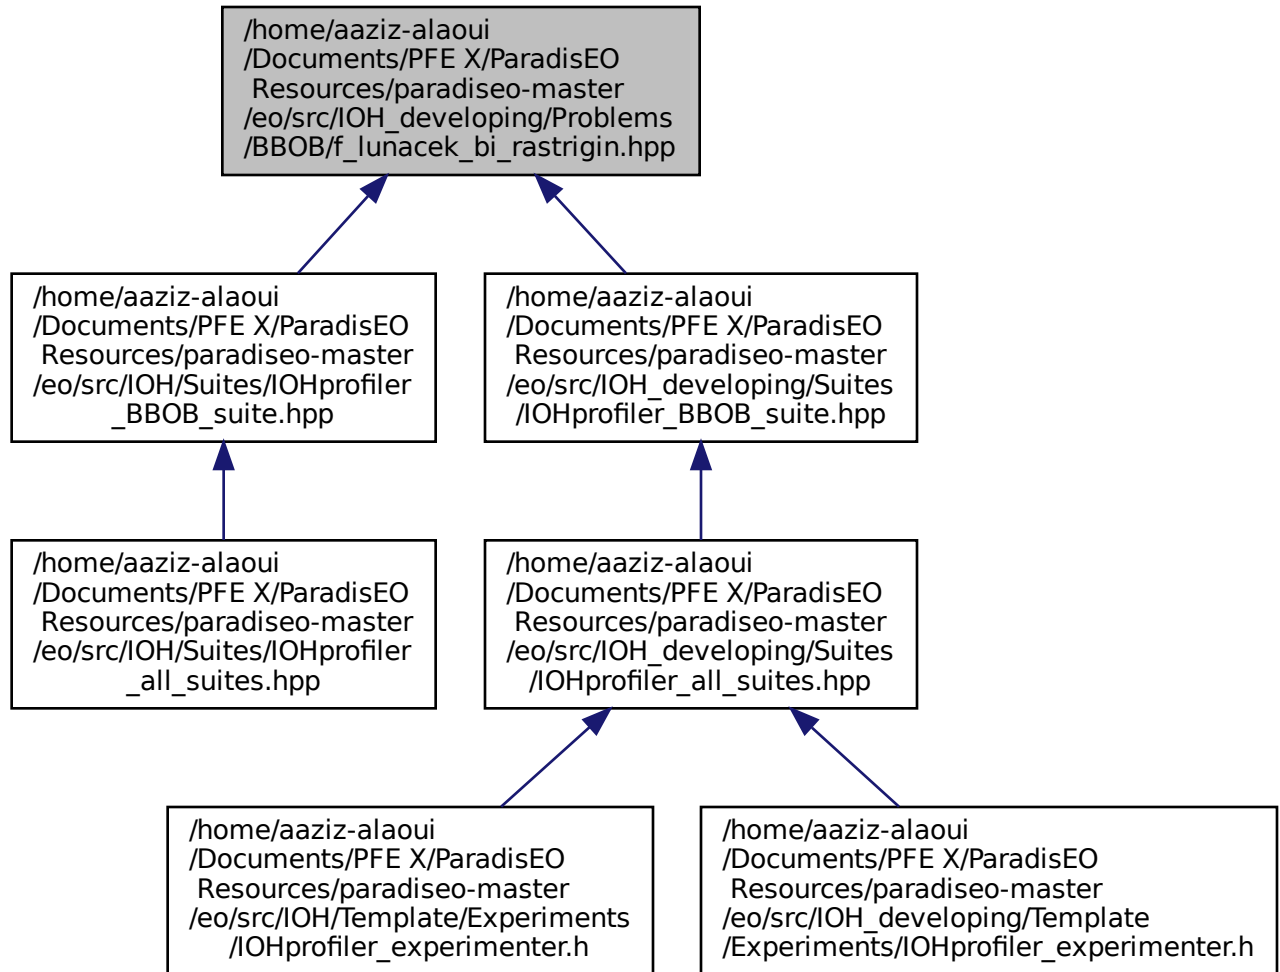 /home/aaziz-alaoui
/Documents/PFE X/ParadisEO
Resources/paradiseo-master
/eo/src/IOH_developing/Problems
/BBOB/f_lunacek_bi_rastrigin.hpp
/home/aaziz-alaoui
/Documents/PFE X/ParadisEO
Resources/paradiseo-master
/eo/src/IOH/Suites/IOHprofiler
_BBOB_suite.hpp
/home/aaziz-alaoui
/Documents/PFE X/ParadisEO
Resources/paradiseo-master
/eo/src/IOH_developing/Suites
/IOHprofiler_BBOB_suite.hpp
/home/aaziz-alaoui
/Documents/PFE X/ParadisEO
Resources/paradiseo-master
/eo/src/IOH/Suites/IOHprofiler
_all_suites.hpp
/home/aaziz-alaoui
/Documents/PFE X/ParadisEO
Resources/paradiseo-master
/eo/src/IOH_developing/Suites
/IOHprofiler_all_suites.hpp
/home/aaziz-alaoui
/Documents/PFE X/ParadisEO
Resources/paradiseo-master
/eo/src/IOH/Template/Experiments
/IOHprofiler_experimenter.h
/home/aaziz-alaoui
/Documents/PFE X/ParadisEO
Resources/paradiseo-master
/eo/src/IOH_developing/Template
/Experiments/IOHprofiler_experimenter.h